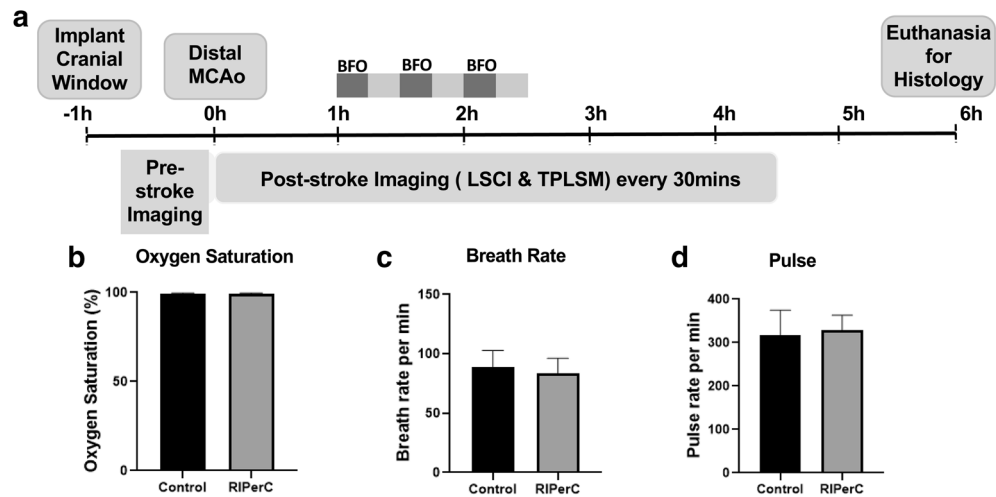 a
Implant
Cranial
Window
Distal
MCAo
BFO BFO BFO
Euthanasia
for
Histology
-1h 0h 1h 2h 3h 4h 5h 6h
Pre-
stroke
Imaging
Post-stroke Imaging ( LSCI & TPLSM) every 30mins
b
Oxygen Saturation
Oxygen Saturation (%)
100
50
0
Control RIPerC
c
Breath Rate
Breath rate per min
150
100
50
0
Control RIPerC
d
Pulse
Pulse rate per min
400
300
200
100
0
Control RIPerC